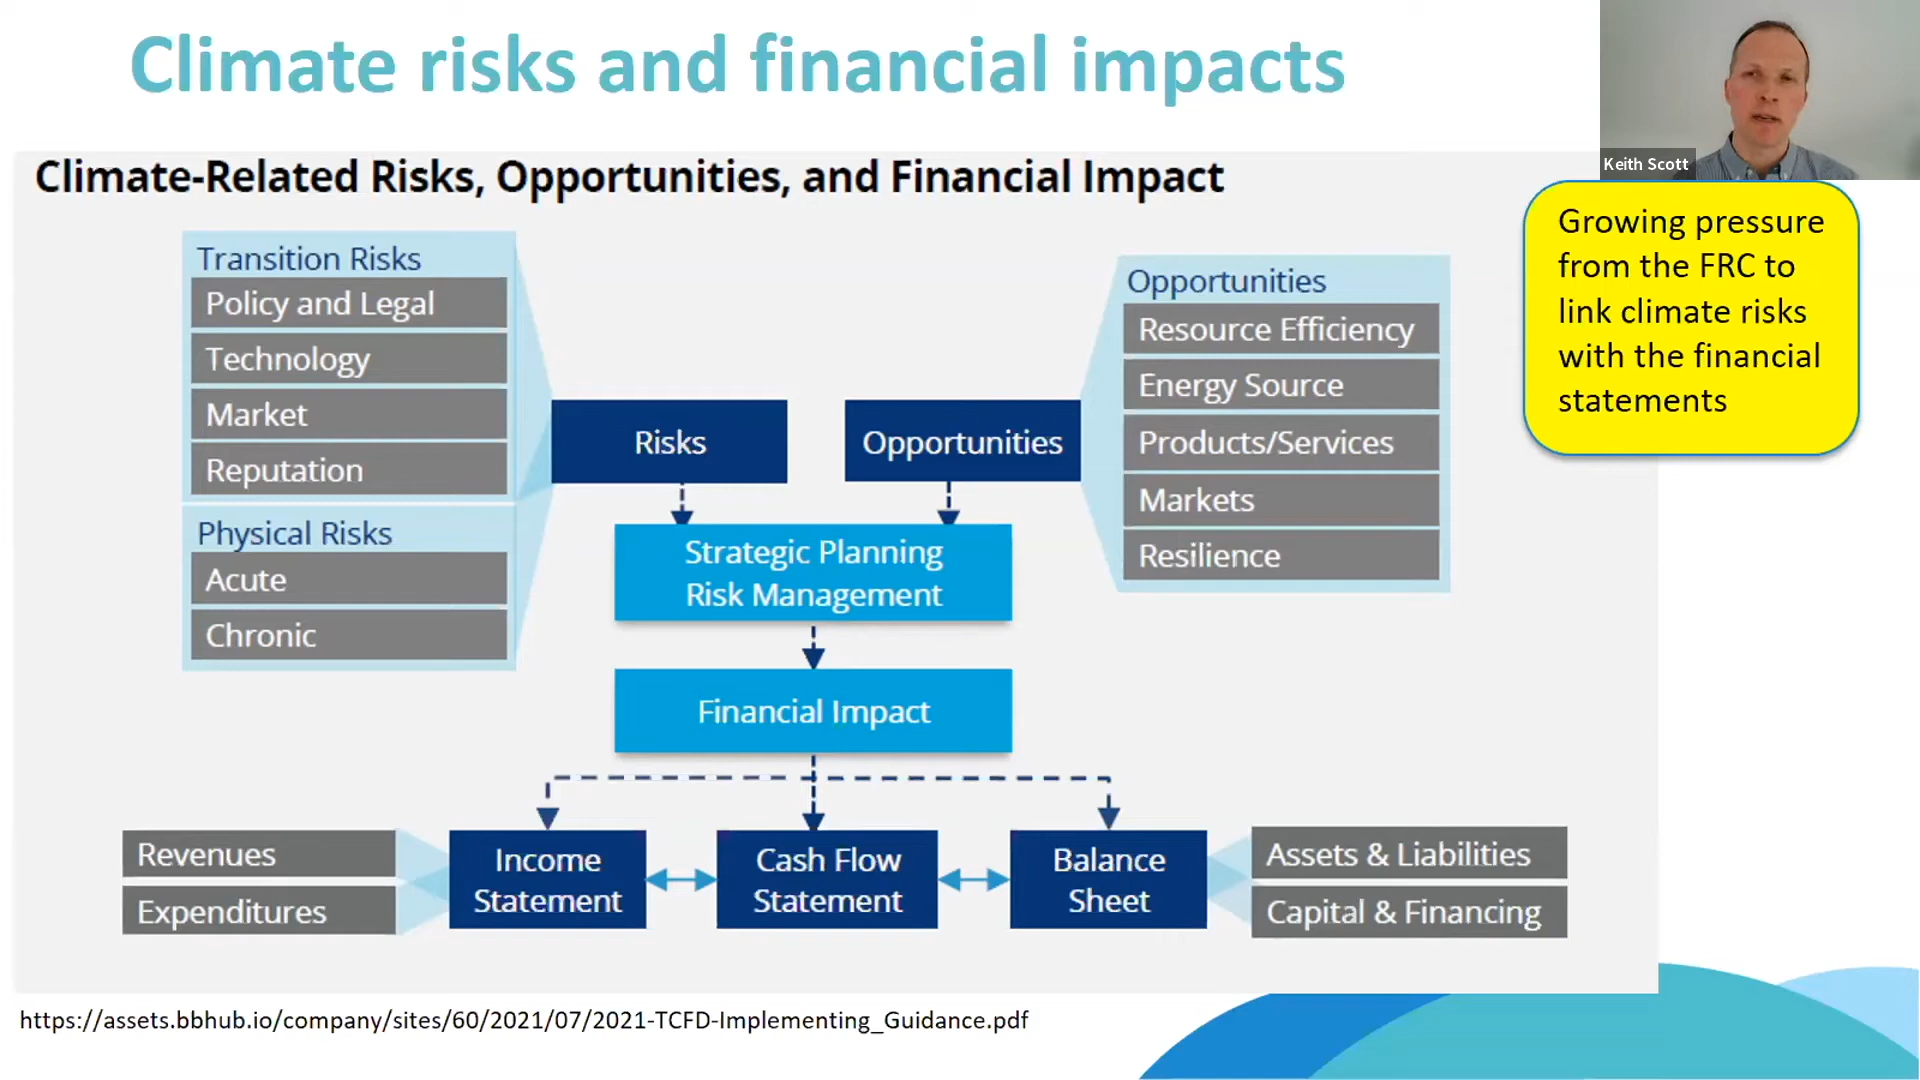 Climate risks and financial impacts
Keith Scott
Climate-Related Risks, Opportunities, and Financial Impact
Transition Risks
Policy and Legal
Technology
Market
Reputation
Physical Risks
Acute
Chronic
Risks
Opportunities
Opportunities
Resource Efficiency
Energy Source
Products/Services
Markets
Resilience
Growing pressure
from the FRC to
link climate risks
with the financial
statements
Strategic Planning
Risk Management
Financial Impact
Revenues
Expenditures
Income
Statement
Cash Flow
Statement
Balance
Sheet
Assets & Liabilities
Capital & Financing
https://assets.bbhub.io/company/sites/60/2021/07/2021-TCFD-Implementing_Guidance.pdf